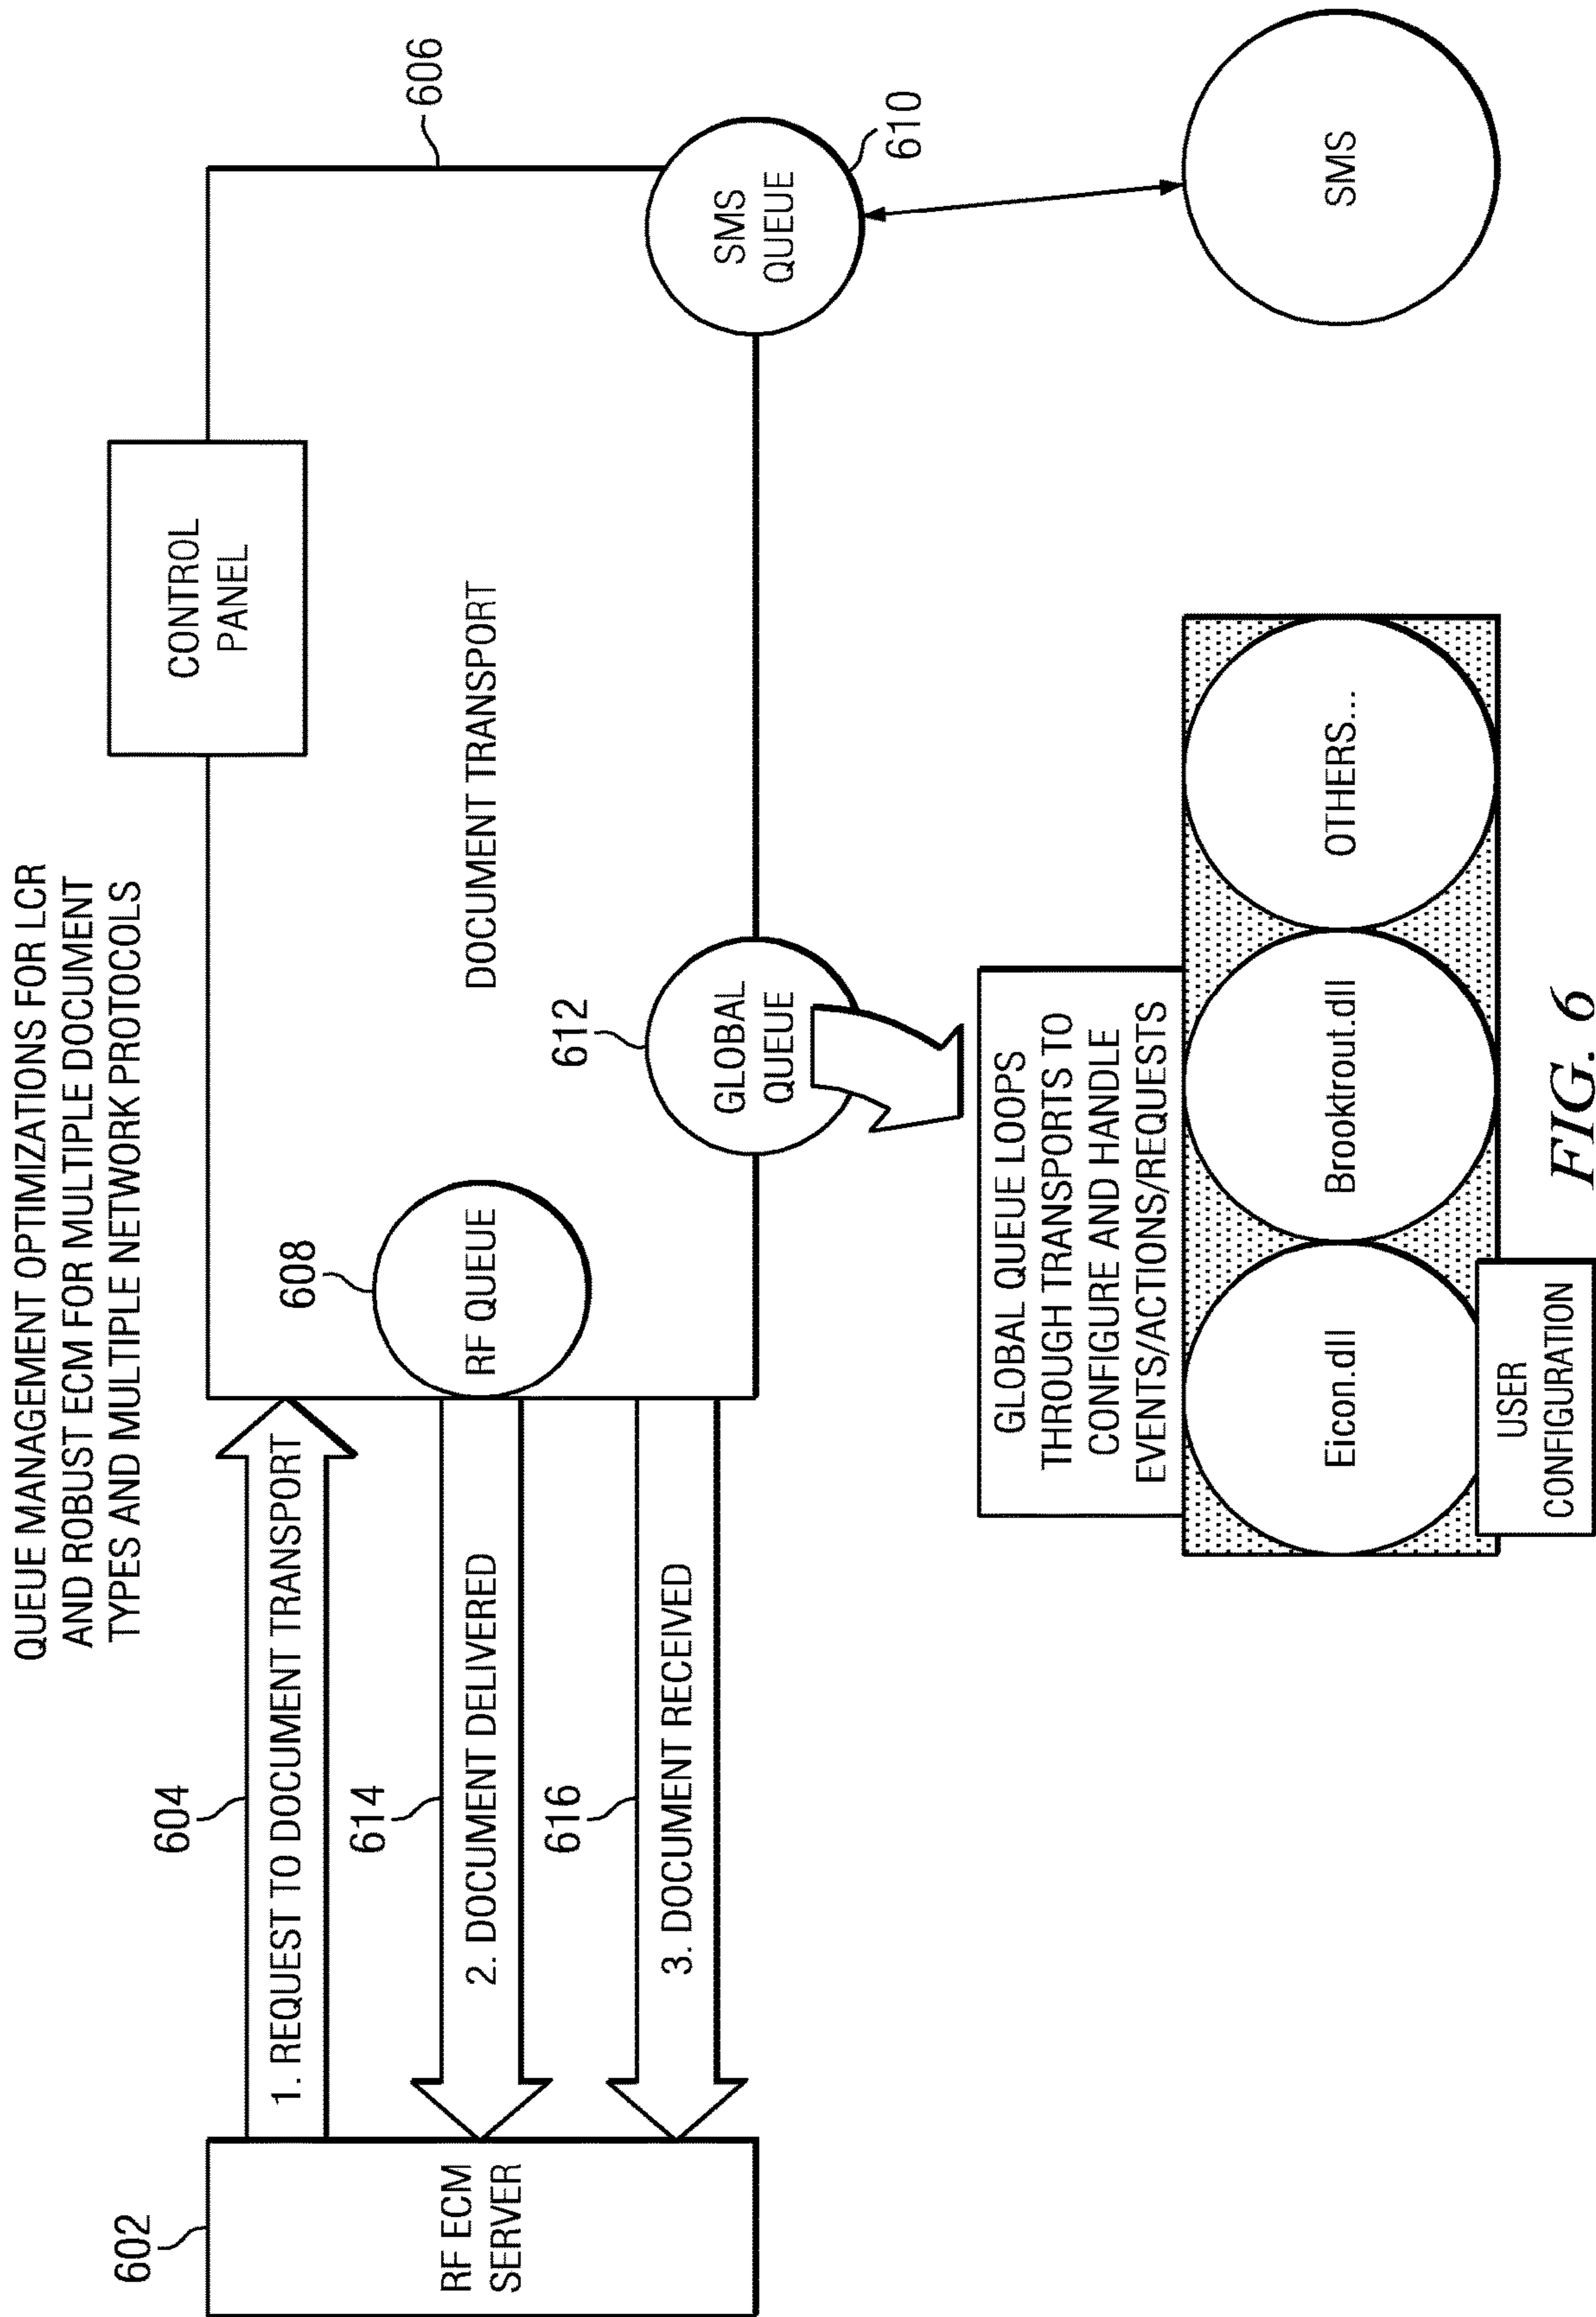 QUEUE MANAGEMENT OPTIMIZATIONS FOR LCR
AND ROBUST ECM FOR MULTIPLE DOCUMENT
TYPES AND MULTIPLE NETWORK PROTOCOLS
602
RF ECM
SERVER
604
1. REQUEST TO DOCUMENT TRANSPORT
614
2. DOCUMENT DELIVERED
616
3. DOCUMENT RECEIVED
608
RF QUEUE
CONTROL
PANEL
606
DOCUMENT TRANSPORT
612
GLOBAL
QUEUE
SMS
QUEUE
610
GLOBAL QUEUE LOOPS
THROUGH TRANSPORTS TO
CONFIGURE AND HANDLE
EVENTS/ACTIONS/REQUESTS
Eicon.dll
Brooktrout.dll
OTHERS...
SMS
USER
CONFIGURATION
FIG. 6